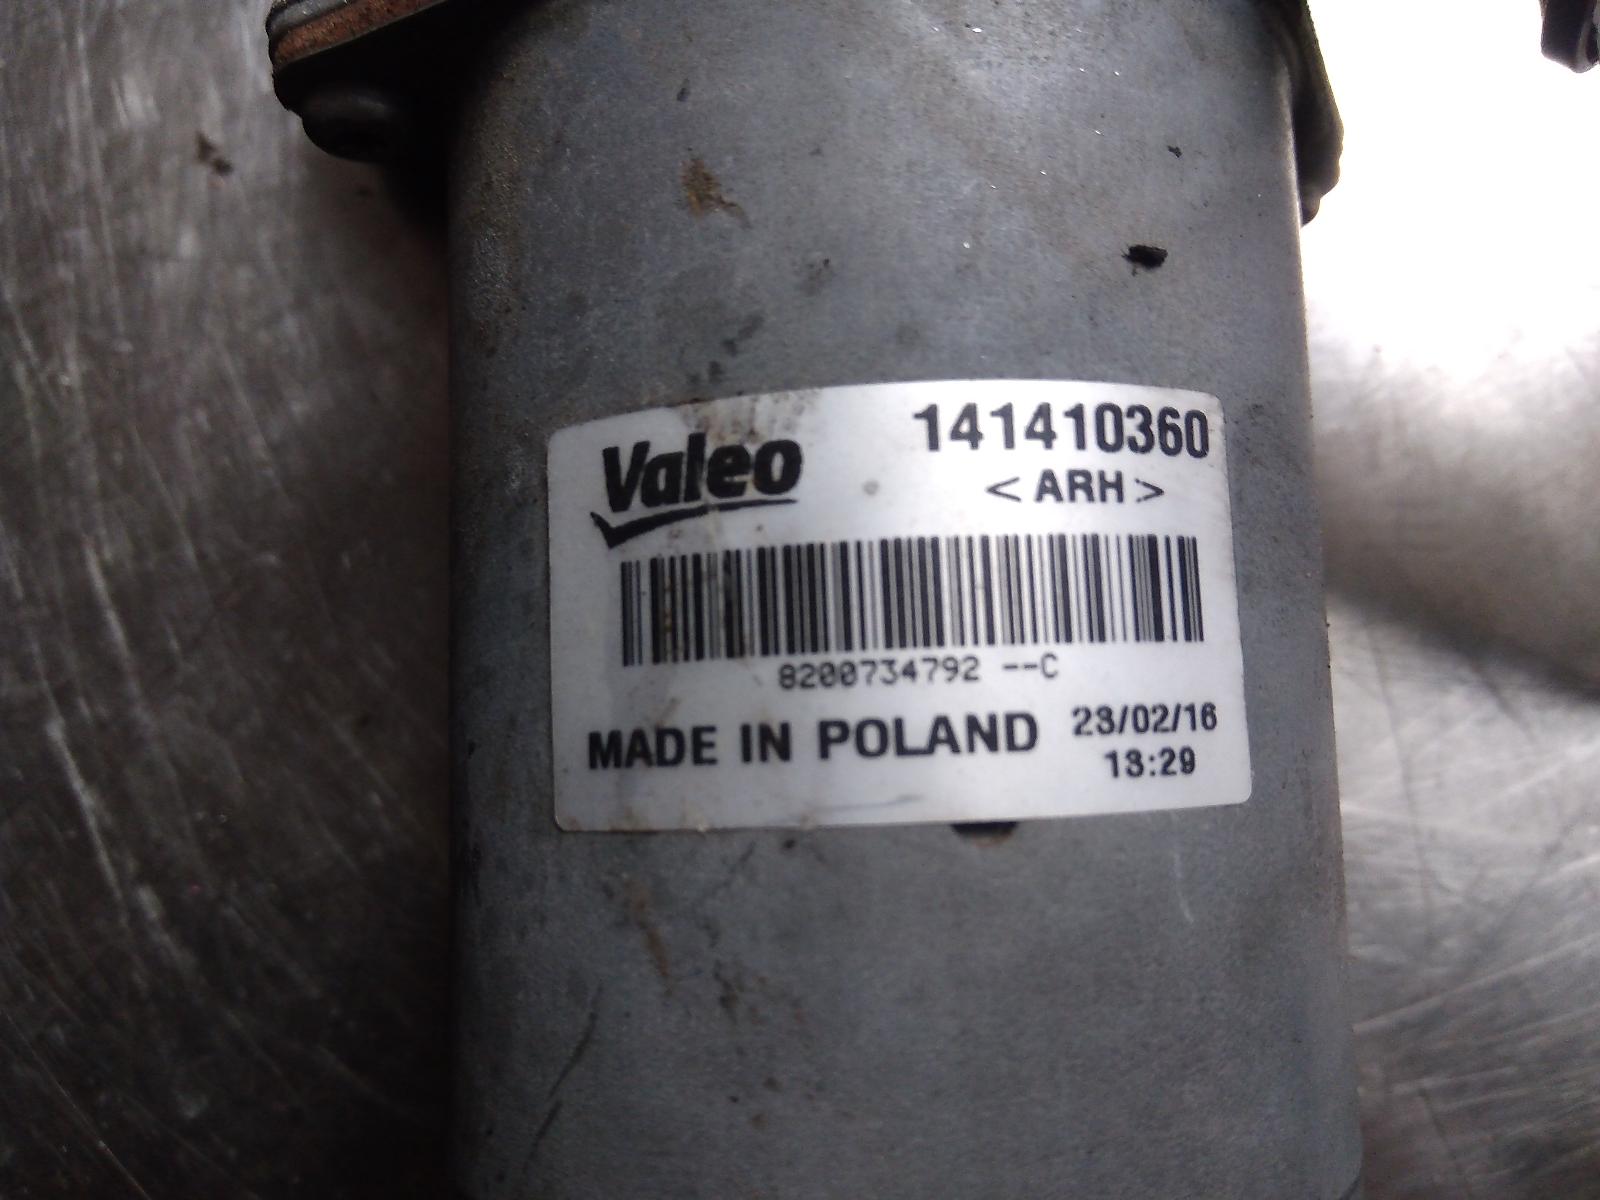 Valeo 141410360
<ARH>
8200734792 --C
MADE IN POLAND 23/02/16
13:29